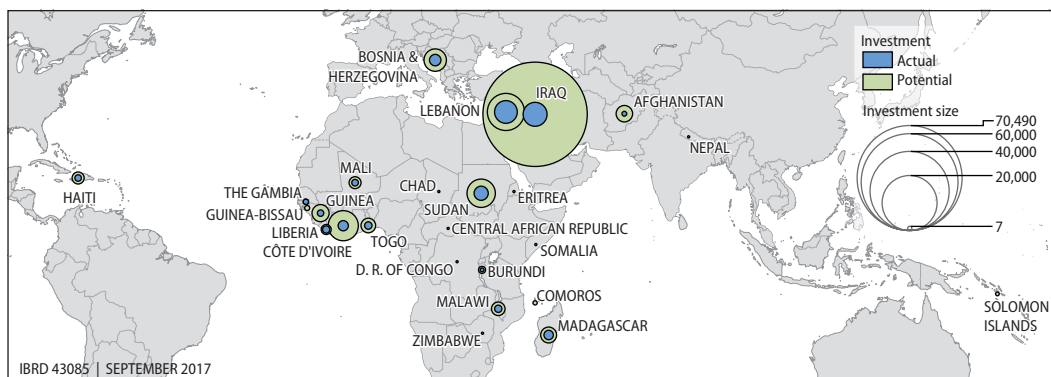 BOSNIA &
HERZEGOVINA
IRAQ
LEBANON
AFGHANISTAN
NEPAL
HAITI
MALI
THE GÀMBIA
GUINEA
GUINEA-BISSAU
LIBERIA
CÔTE D'IVOIRE
TOGO
CHAD
SUDAN
ERITREA
CENTRAL AFRICAN REPUBLIC
SOMALIA
D. R. OF CONGO
BURUNDI
MALAWI
COMOROS
ZIMBABWE
MADAGASCAR
SOLOMON
ISLANDS
Investment
Actual
Potential
Investment size
70,490
60,000
40,000
20,000
7
IBRD 43085 | SEPTEMBER 2017